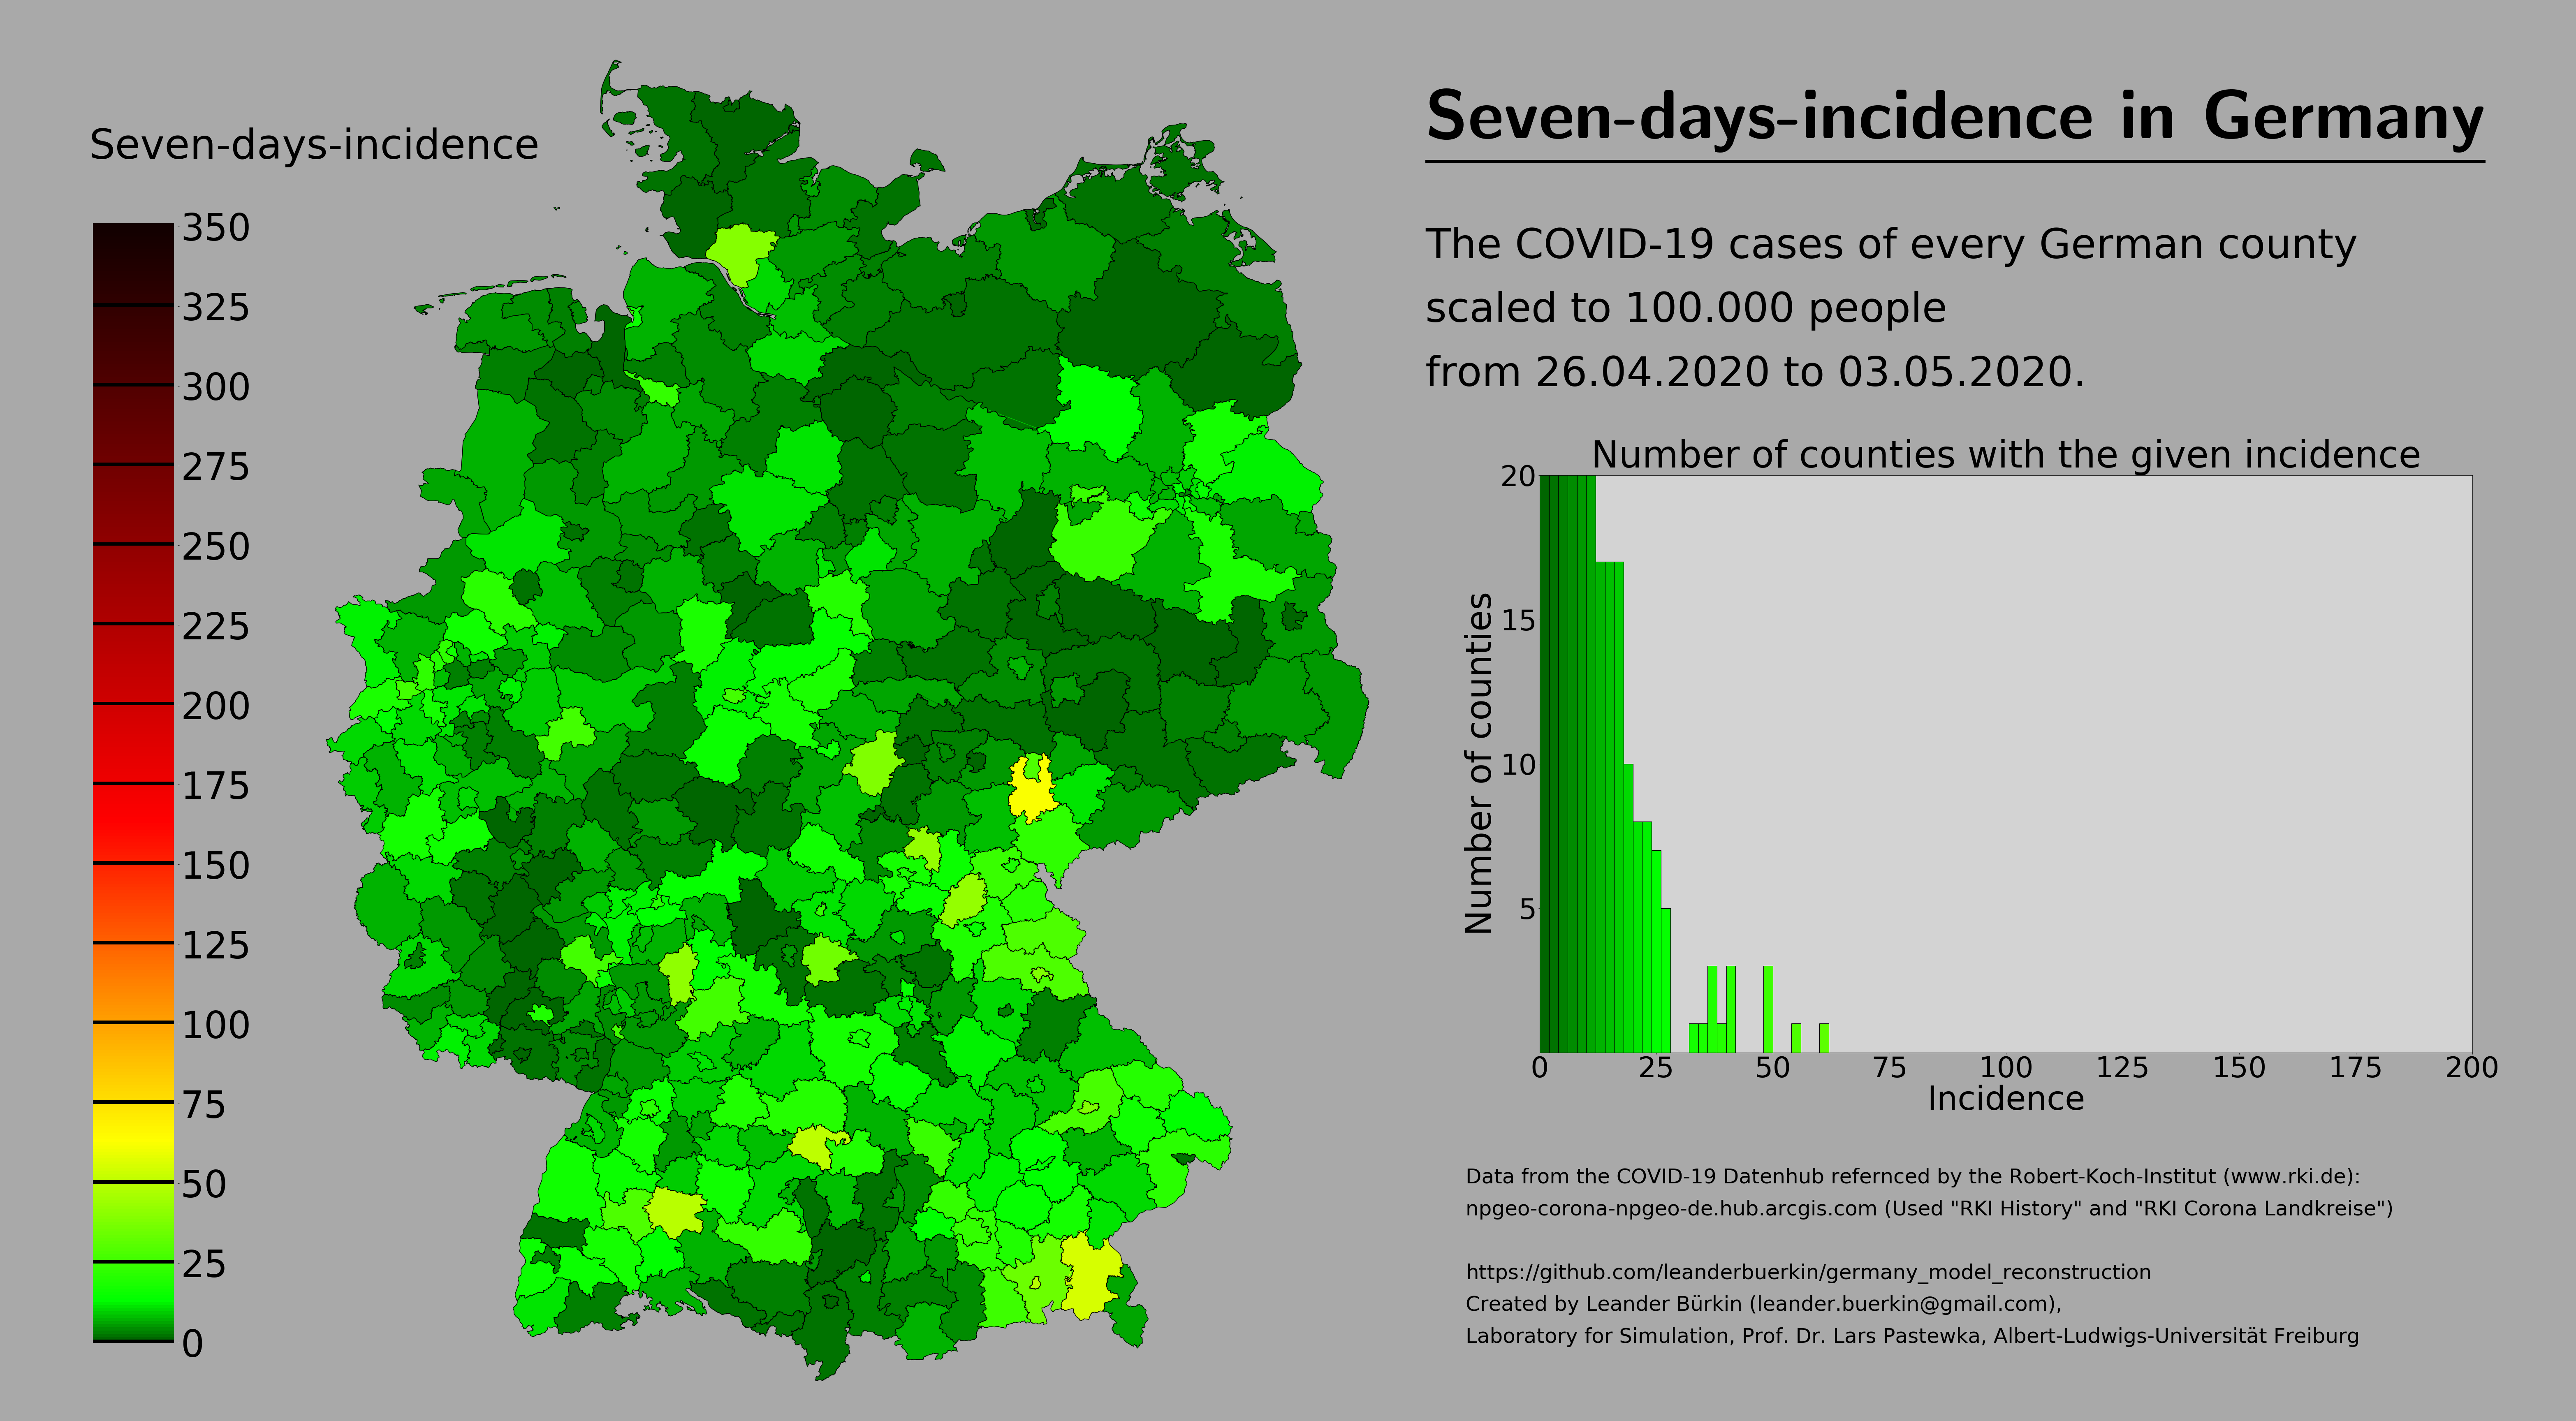 Seven-days-incidence in Germany
Seven-days-incidence
350
325
300
275
250
225
200
175
150
125
100
75
50
25
0
The COVID-19 cases of every German county
scaled to 100.000 people
from 26.04.2020 to 03.05.2020.
Number of counties with the given incidence
Number of counties
20
15
10
5
0 25 50 75 100 125 150 175 200
Incidence
Data from the COVID-19 Datenhub refernced by the Robert-Koch-Institut (www.rki.de):
npgeo-corona-npgeo-de.hub.arcgis.com (Used "RKI History" and "RKI Corona Landkreise")
https://github.com/leanderbuerkin/germany_model_reconstruction
Created by Leander Bürkin (leander.buerkin@gmail.com),
Laboratory for Simulation, Prof. Dr. Lars Pastewka, Albert-Ludwigs-Universität Freiburg